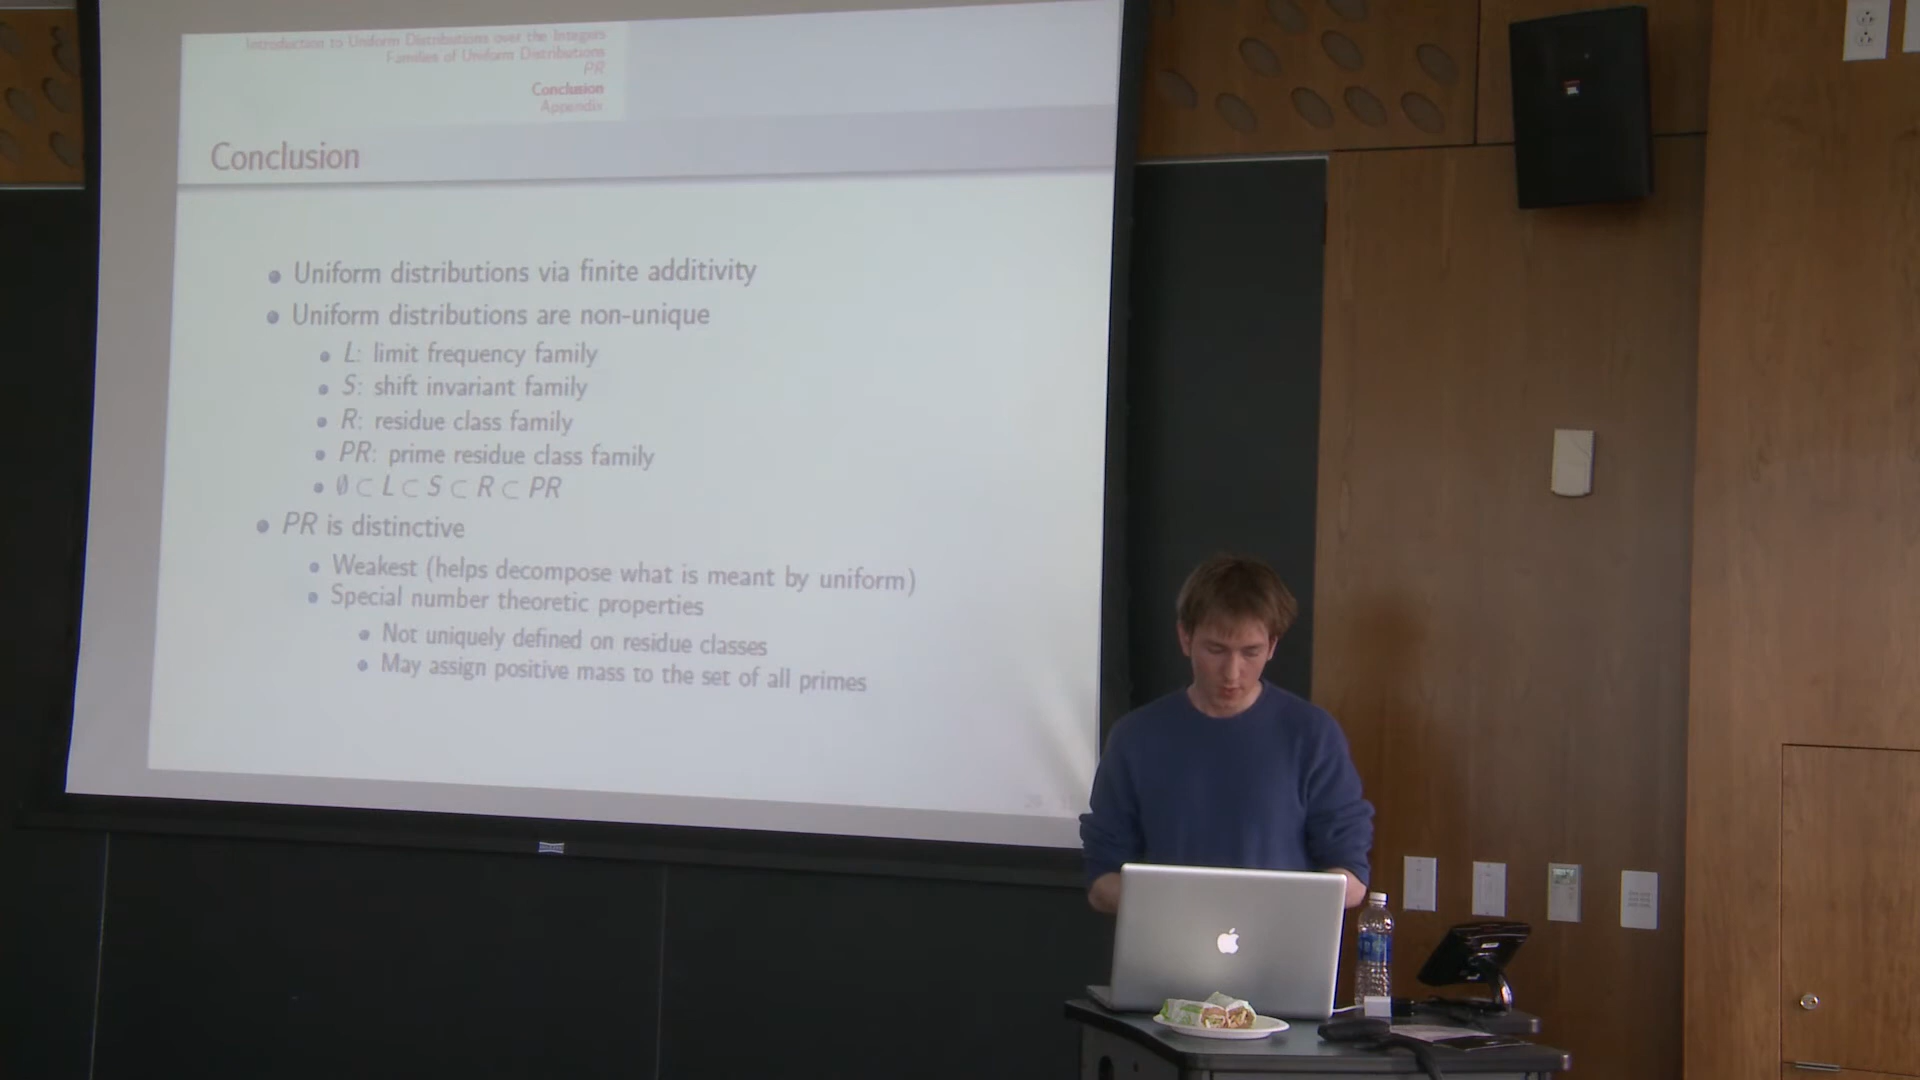 Introduction to Uniform Distributions over the Integers
Families of Uniform Distributions
PR
Conclusion
Appendix
Conclusion
Uniform distributions via finite additivity
Uniform distributions are non-unique
L: limit frequency family
S: shift invariant family
R: residue class family
PR: prime residue class family
∅ ⊂ L ⊂ S ⊂ R ⊂ PR
PR is distinctive
Weakest (helps decompose what is meant by uniform)
Special number theoretic properties
Not uniquely defined on residue classes
May assign positive mass to the set of all primes
JBL